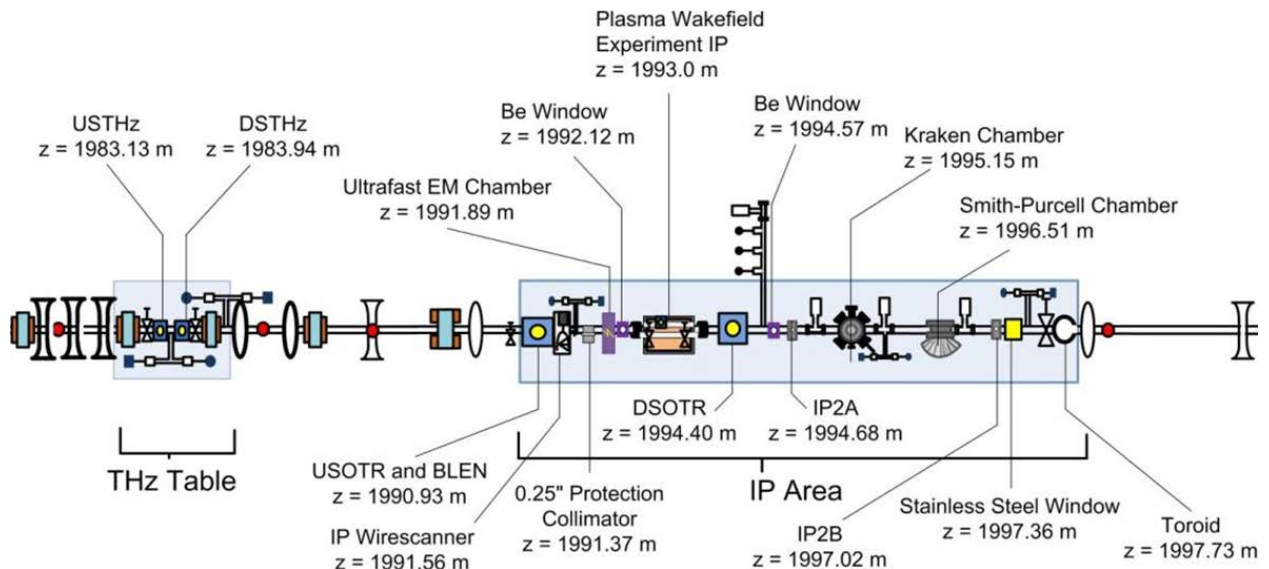 Plasma Wakefield
Experiment IP
z = 1993.0 m
Be Window
z = 1992.12 m
Be Window
z = 1994.57 m
USTHz
z = 1983.13 m
DSTHz
z = 1983.94 m
Kraken Chamber
z = 1995.15 m
Ultrafast EM Chamber
z = 1991.89 m
Smith-Purcell Chamber
z = 1996.51 m
DSOTR
z = 1994.40 m
IP2A
z = 1994.68 m
THz Table
USOTR and BLEN
z = 1990.93 m
0.25" Protection
Collimator
z = 1991.37 m
IP Area
IP Wirescanner
z = 1991.56 m
IP2B
z = 1997.02 m
Stainless Steel Window
z = 1997.36 m
Toroid
z = 1997.73 m